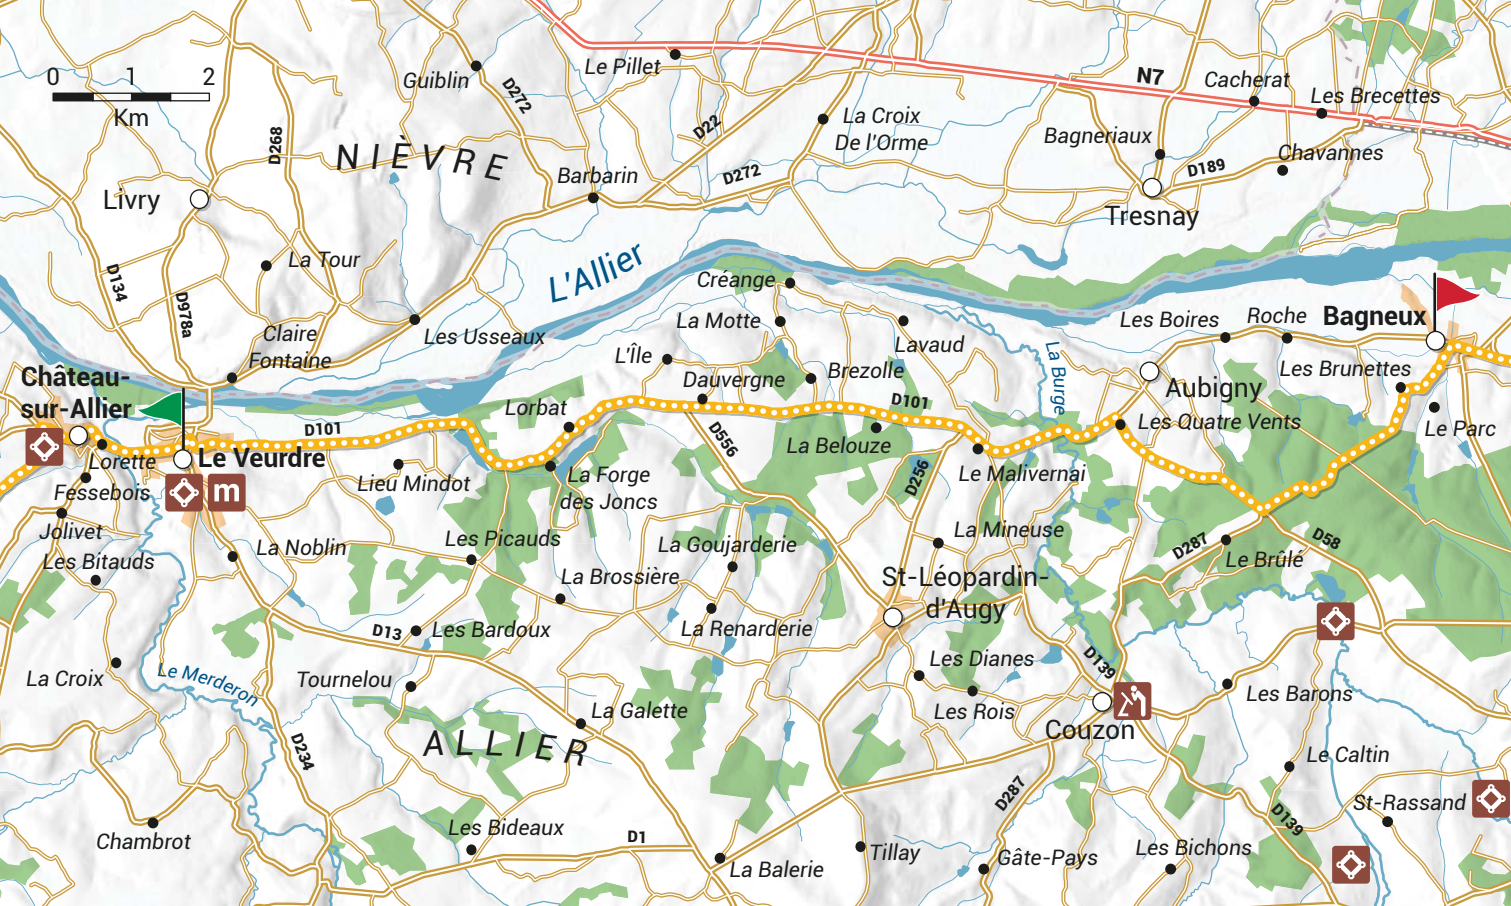 0 1 2
Km
Guiblin
D272
Le Pillet
N7
Cacherat
Les Brecettes
D268
NIÈVRE
D22
La Croix
De l'Orme
Bagneriaux
Chavannes
Livry
Barbarin
D272
D189
Tresnay
La Tour
D134
D978a
L'Allier
Créange
Claire
Fontaine
Les Usseaux
La Motte
Lavaud
La Burge
Les Boires
Roche
Bagneux
L'Île
Château-
sur-Allier
Dauvergne
Brezolle
Aubigny
Les Brunettes
Lorbat
D101
D101
Les Quatre Vents
Le Parc
D556
La Belouze
Lorette
Le Veurdre
Lieu Mindot
La Forge
des Joncs
D256
Le Malivernai
Fessebois
m
Jolivet
Les Bitauds
La Noblin
Les Picauds
La Goujarderie
La Mineuse
D287
Le Brûlé
D58
La Brossière
St-Léopardin-
d'Augy
D13
Les Bardoux
La Renarderie
La Croix
Le Merderon
Tournelou
Les Dianes
D139
Les Barons
La Galette
Les Rois
Couzon
ALLIER
D234
Le Caltin
D287
St-Rassand
D139
Chambrot
Les Bideaux
D1
La Balerie
Tillay
Gâte-Pays
Les Bichons